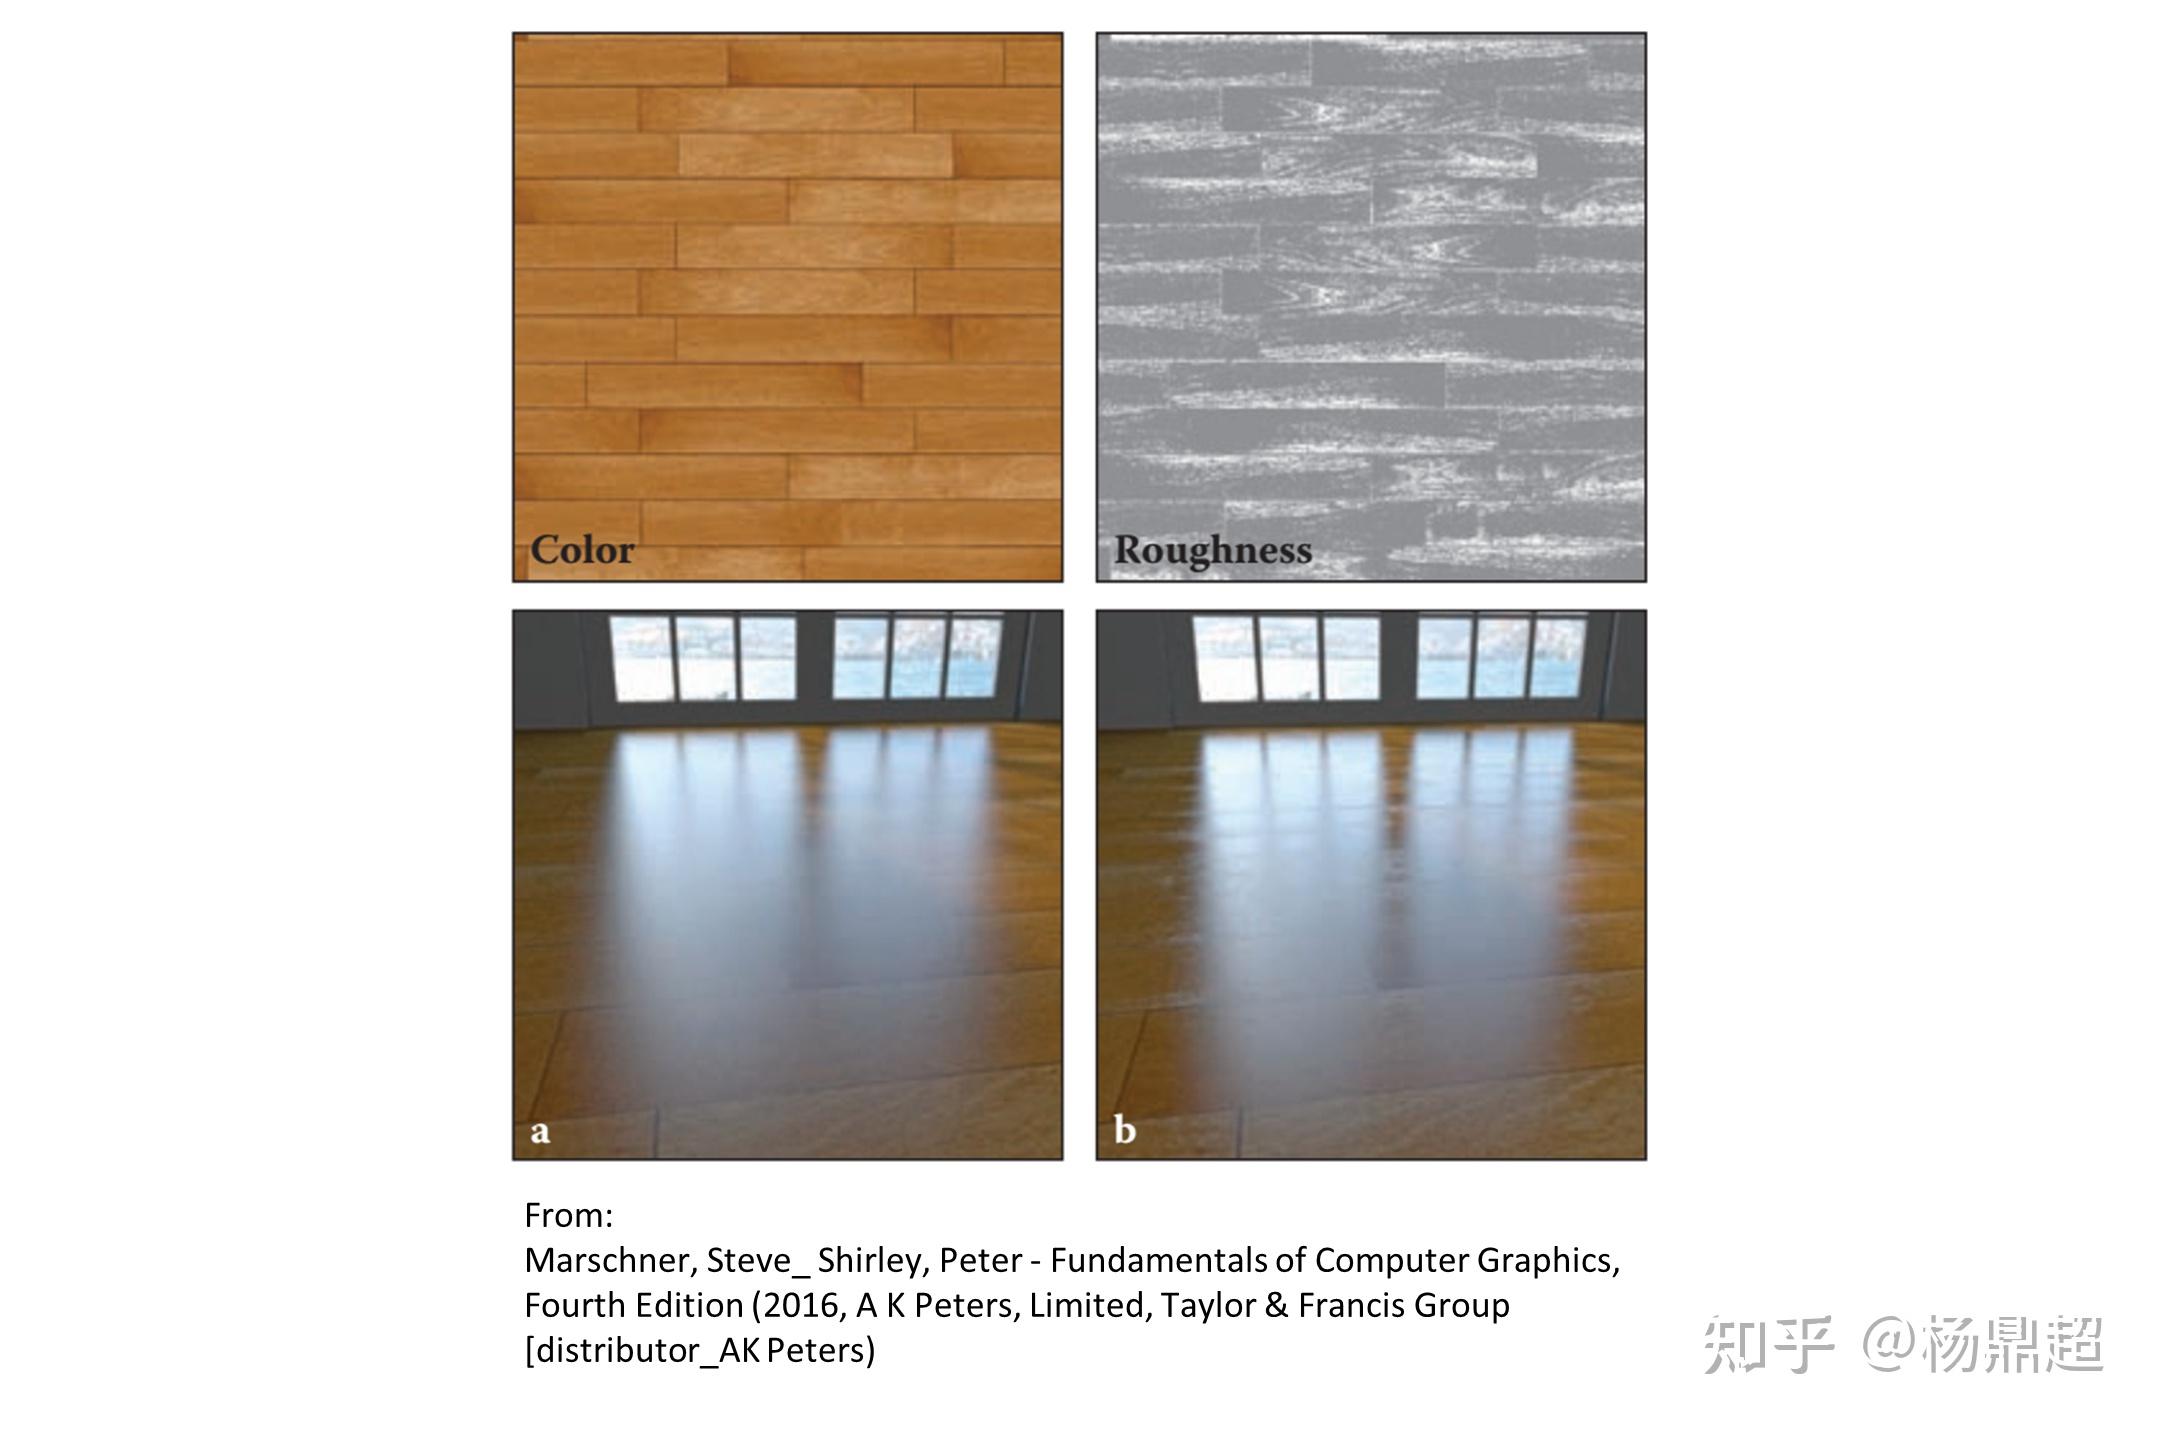 Color
Roughness
a
b
From:
Marschner, Steve_ Shirley, Peter - Fundamentals of Computer Graphics,
Fourth Edition (2016, A K Peters, Limited, Taylor & Francis Group
[distributor_AK Peters)
知乎 @杨鼎超